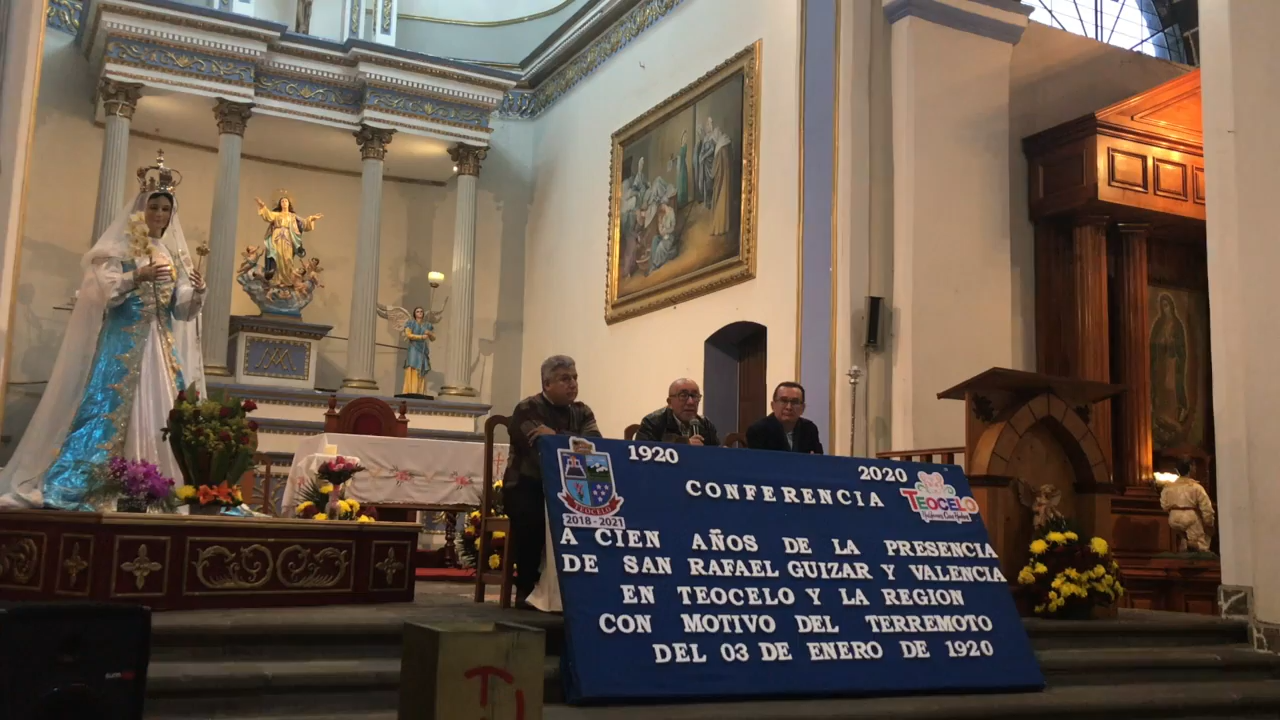 1920
2020
CONFERENCIA
TEOCELO
TEOCELO
2018 - 2021
A CIEN AÑOS DE LA PRESENCIA
DE SAN RAFAEL GUIZAR Y VALENCIA
EN TEOCELO Y LA REGION
CON MOTIVO DEL TERREMOTO
DEL 03 DE ENERO DE 1920